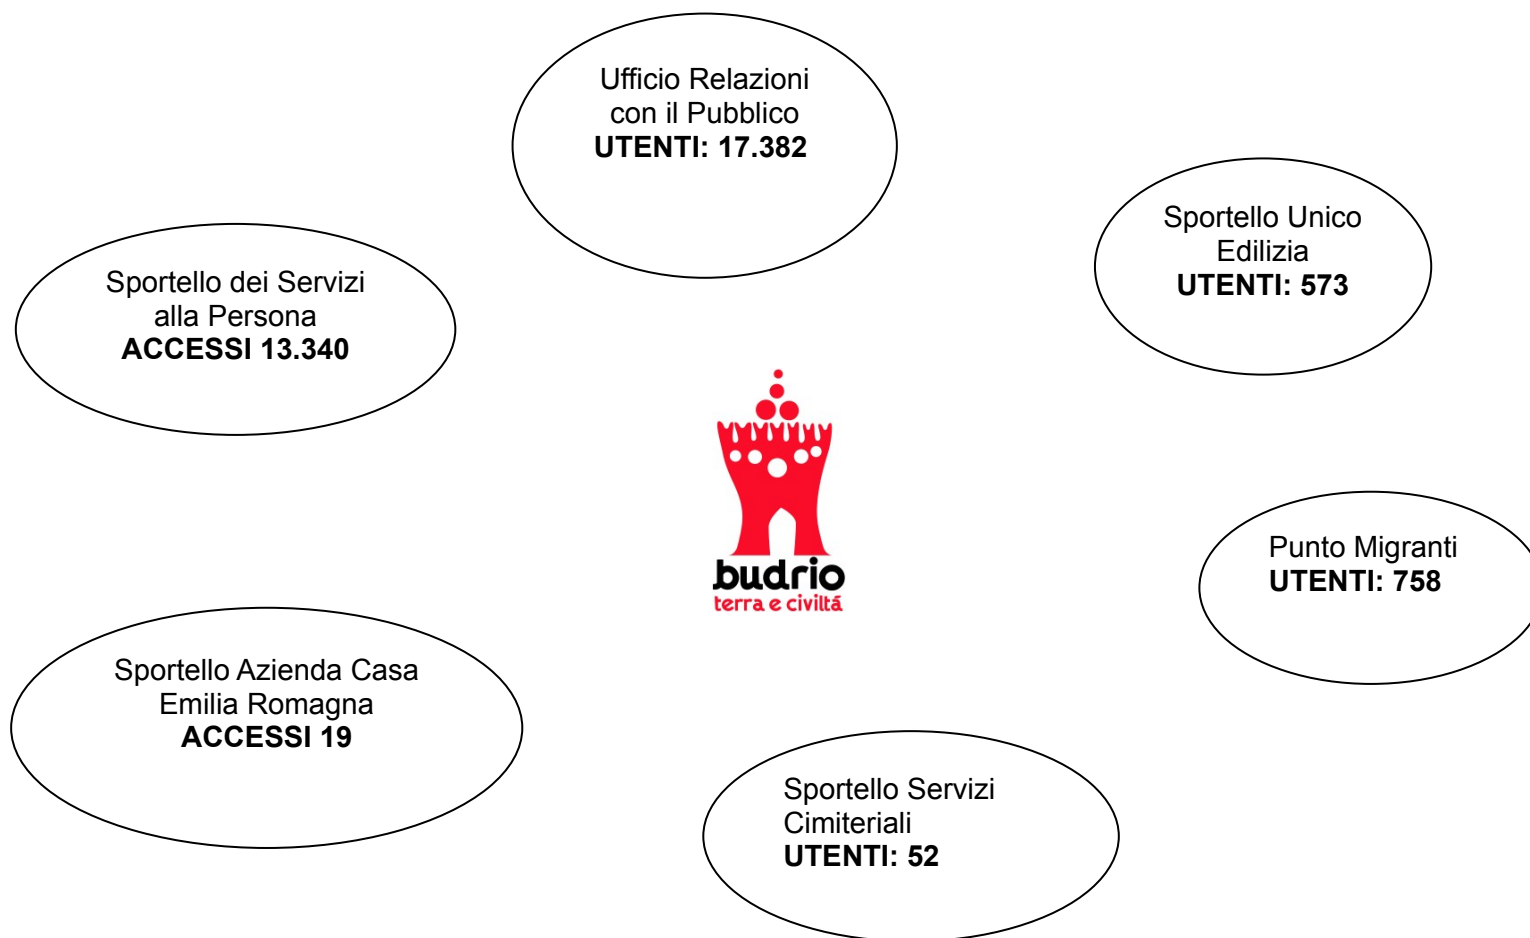 Ufficio Relazioni
con il Pubblico
UTENTI: 17.382
Sportello Unico
Edilizia
UTENTI: 573
Sportello dei Servizi
alla Persona
ACCESSI 13.340
budrio
terra e civiltá
Punto Migranti
UTENTI: 758
Sportello Azienda Casa
Emilia Romagna
ACCESSI 19
Sportello Servizi
Cimiteriali
UTENTI: 52